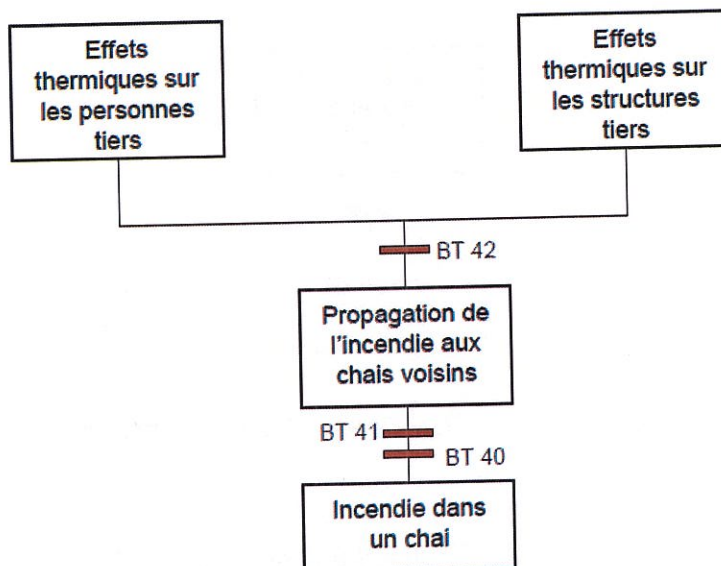 Effets
thermiques sur
les personnes
tiers
Effets
thermiques sur
les structures
tiers
BT 42
Propagation de
l'incendie aux
chais voisins
BT 41
BT 40
Incendie dans
un chai